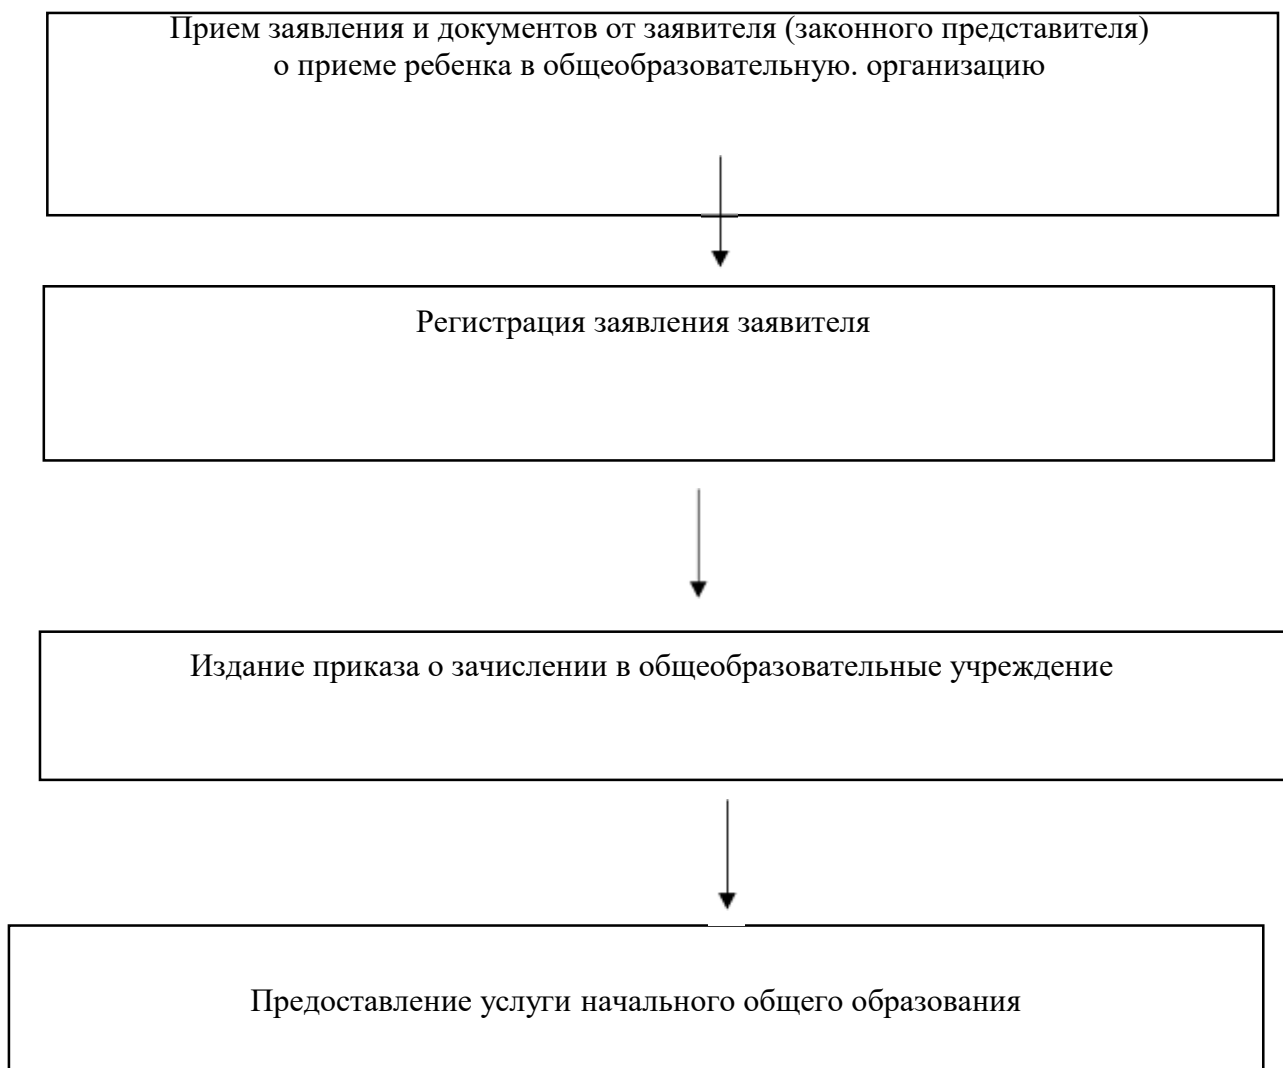 Прием заявления и документов от заявителя (законного представителя)
о приеме ребенка в общеобразовательную. организацию
Регистрация заявления заявителя
Издание приказа о зачислении в общеобразовательные учреждение
Предоставление услуги начального общего образования